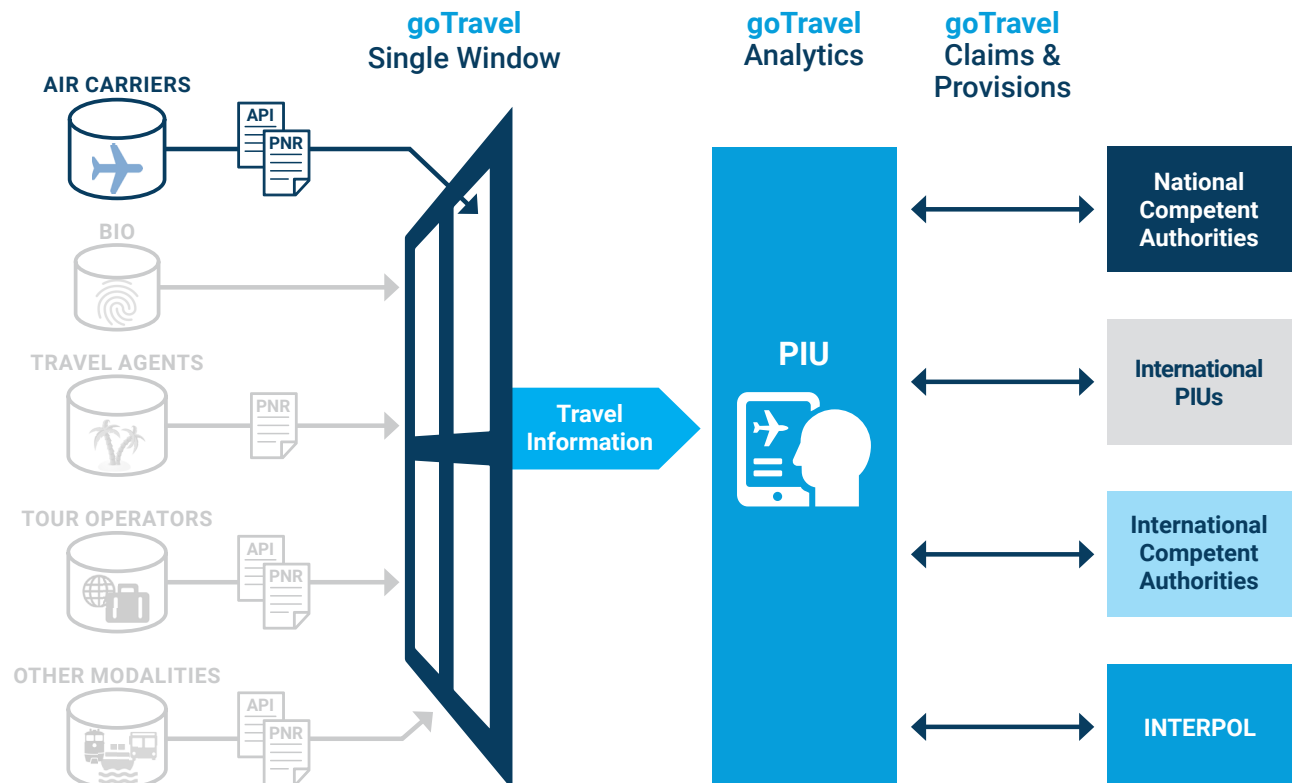 goTravel
Single Window
goTravel
Analytics
goTravel
Claims &
Provisions
AIR CARRIERS
API
PNR
BIO
TRAVEL AGENTS
PNR
TOUR OPERATORS
API
PNR
OTHER MODALITIES
API
PNR
Travel
Information
PIU
National
Competent
Authorities
International
PIUs
International
Competent
Authorities
INTERPOL